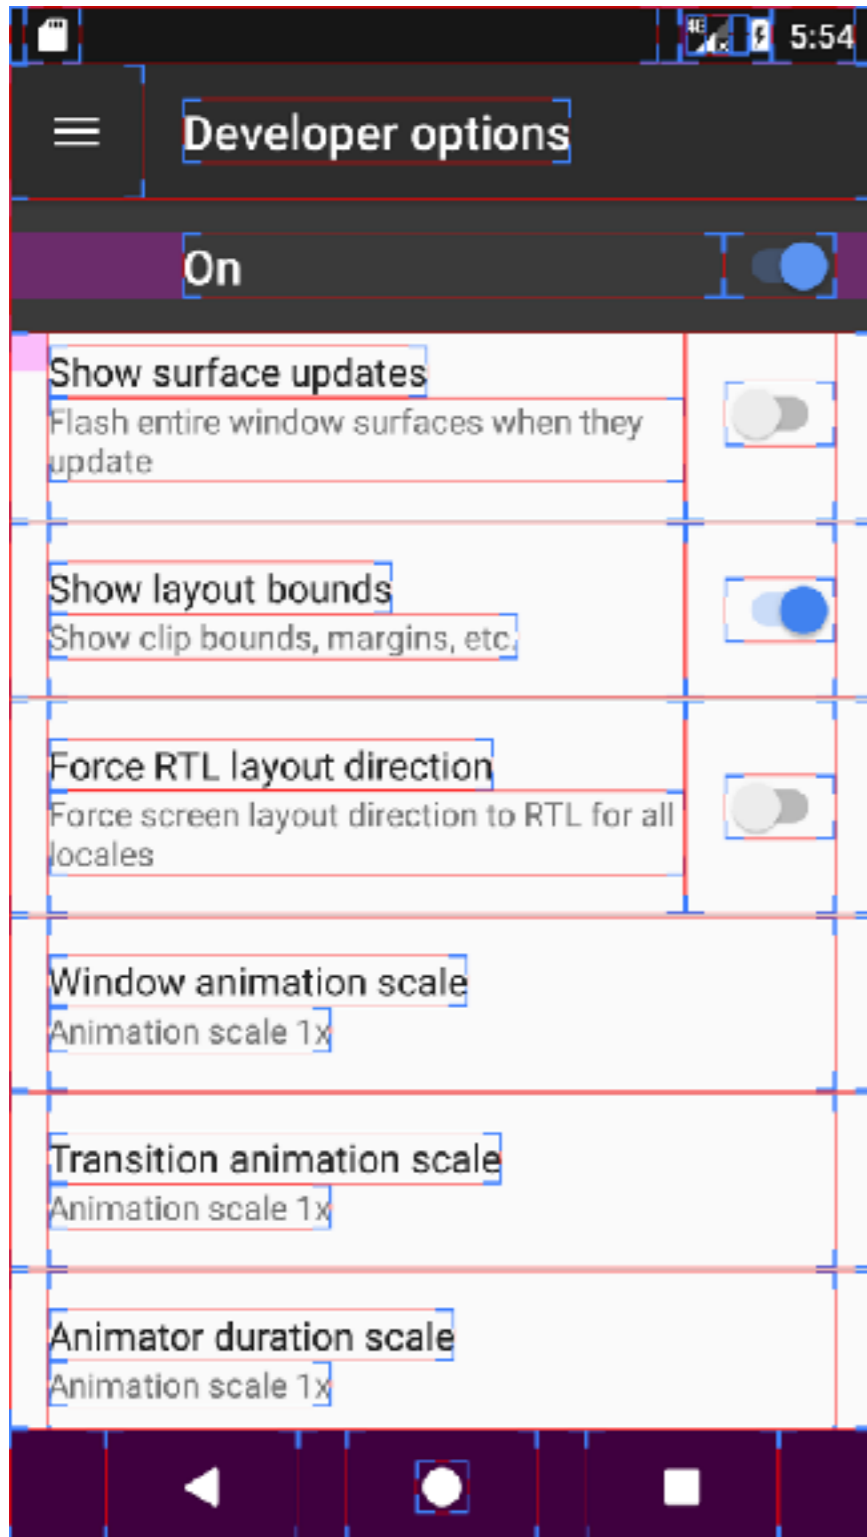 5:54
Developer options
On
Show surface updates
Flash entire window surfaces when they
update
Show layout bounds
Show clip bounds, margins, etc.
Force RTL layout direction
Force screen layout direction to RTL for all
locales
Window animation scale
Animation scale 1x
Transition animation scale
Animation scale 1x
Animator duration scale
Animation scale 1x